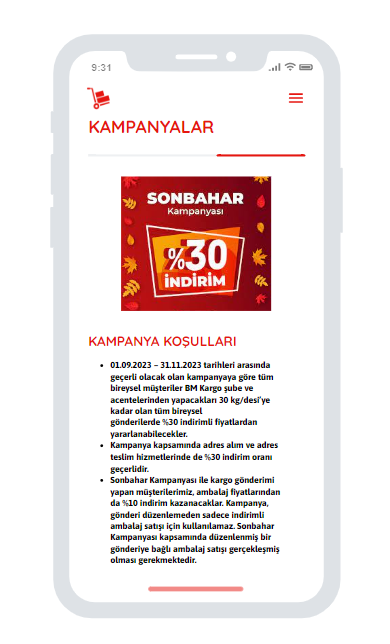 9:31
KAMPANYALAR
SONBAHAR
Kampanyası
%30
İNDİRİM
KAMPANYA KOŞULLARI
• 01.09.2023 – 31.11.2023 tarihleri arasında
geçerli olacak olan kampanyaya göre tüm
bireysel müşteriler BM Kargo şube ve
acentelerinden yapacakları 30 kg/desi'ye
kadar olan tüm bireysel
gönderilerde %30 indirimli fiyatlardan
yararlanabilecekler.
• Kampanya kapsamında adres alım ve adres
teslim hizmetlerinde de %30 indirim oranı
geçerlidir.
• Sonbahar Kampanyası ile kargo gönderimi
yapan müşterilerimiz, ambalaj fiyatlarından
da %10 indirim kazanacaklar. Kampanya,
gönderi düzenlemeden sadece indirimli
ambalaj satışı için kullanılamaz. Sonbahar
Kampanyası kapsamında düzenlenmiş bir
gönderiye bağlı ambalaj satışı gerçekleşmiş
olması gerekmektedir.